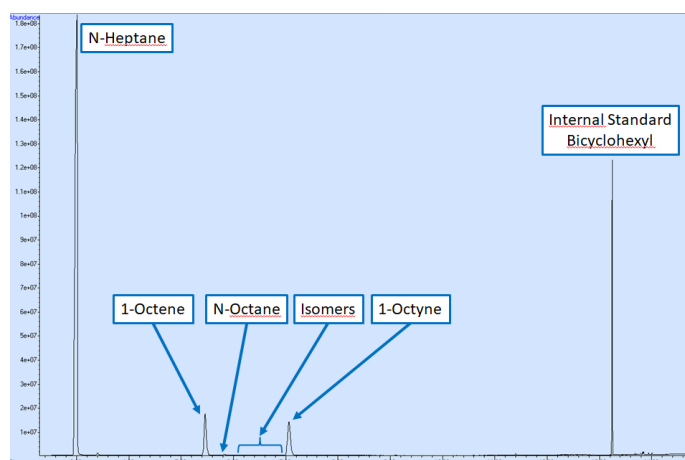 Abundance
1.8e+08
N-Heptane
1.7e+08
1.6e+08
1.5e+08
1.4e+08
Internal Standard
Bicyclohexyl
1.3e+08
1.2e+08
1.1e+08
1e+08
9e+07
8e+07
7e+07
1-Octene
N-Octane
Isomers
1-Octyne
6e+07
5e+07
4e+07
3e+07
2e+07
1e+07